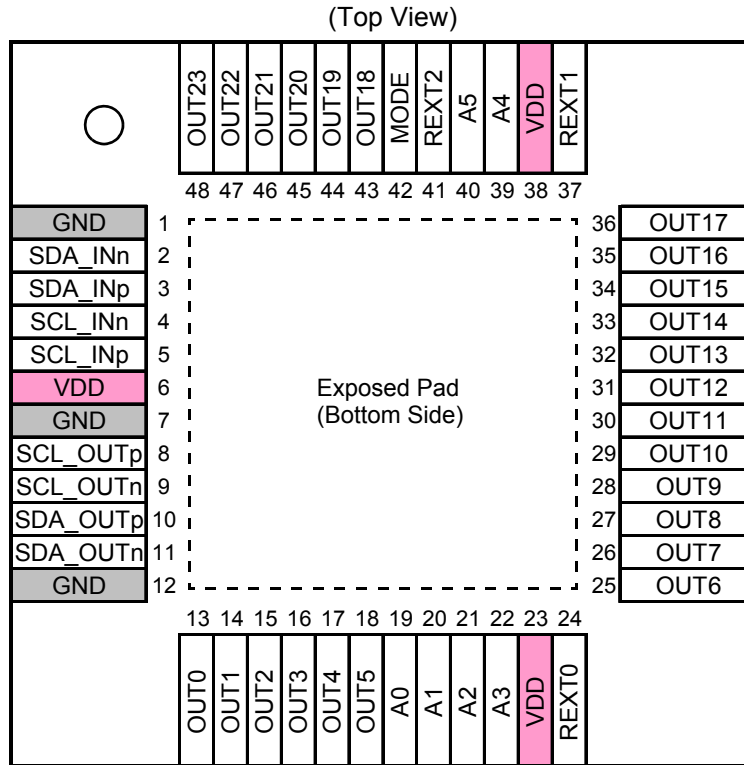 (Top View)
OUT23 OUT22 OUT21 OUT20 OUT19 OUT18 MODE REXT2 A5 A4 VDD REXT1
48 47 46 45 44 43 42 41 40 39 38 37
GND 1 36 OUT17
SDA_INn 2 35 OUT16
SDA_INp 3 34 OUT15
SCL_INn 4 33 OUT14
SCL_INp 5 32 OUT13
VDD 6 Exposed Pad 31 OUT12
GND 7 (Bottom Side) 30 OUT11
SCL_OUTp 8 29 OUT10
SCL_OUTn 9 28 OUT9
SDA_OUTp 10 27 OUT8
SDA_OUTn 11 26 OUT7
GND 12 25 OUT6
13 14 15 16 17 18 19 20 21 22 23 24
OUT0 OUT1 OUT2 OUT3 OUT4 OUT5 A0 A1 A2 A3 VDD REXT0